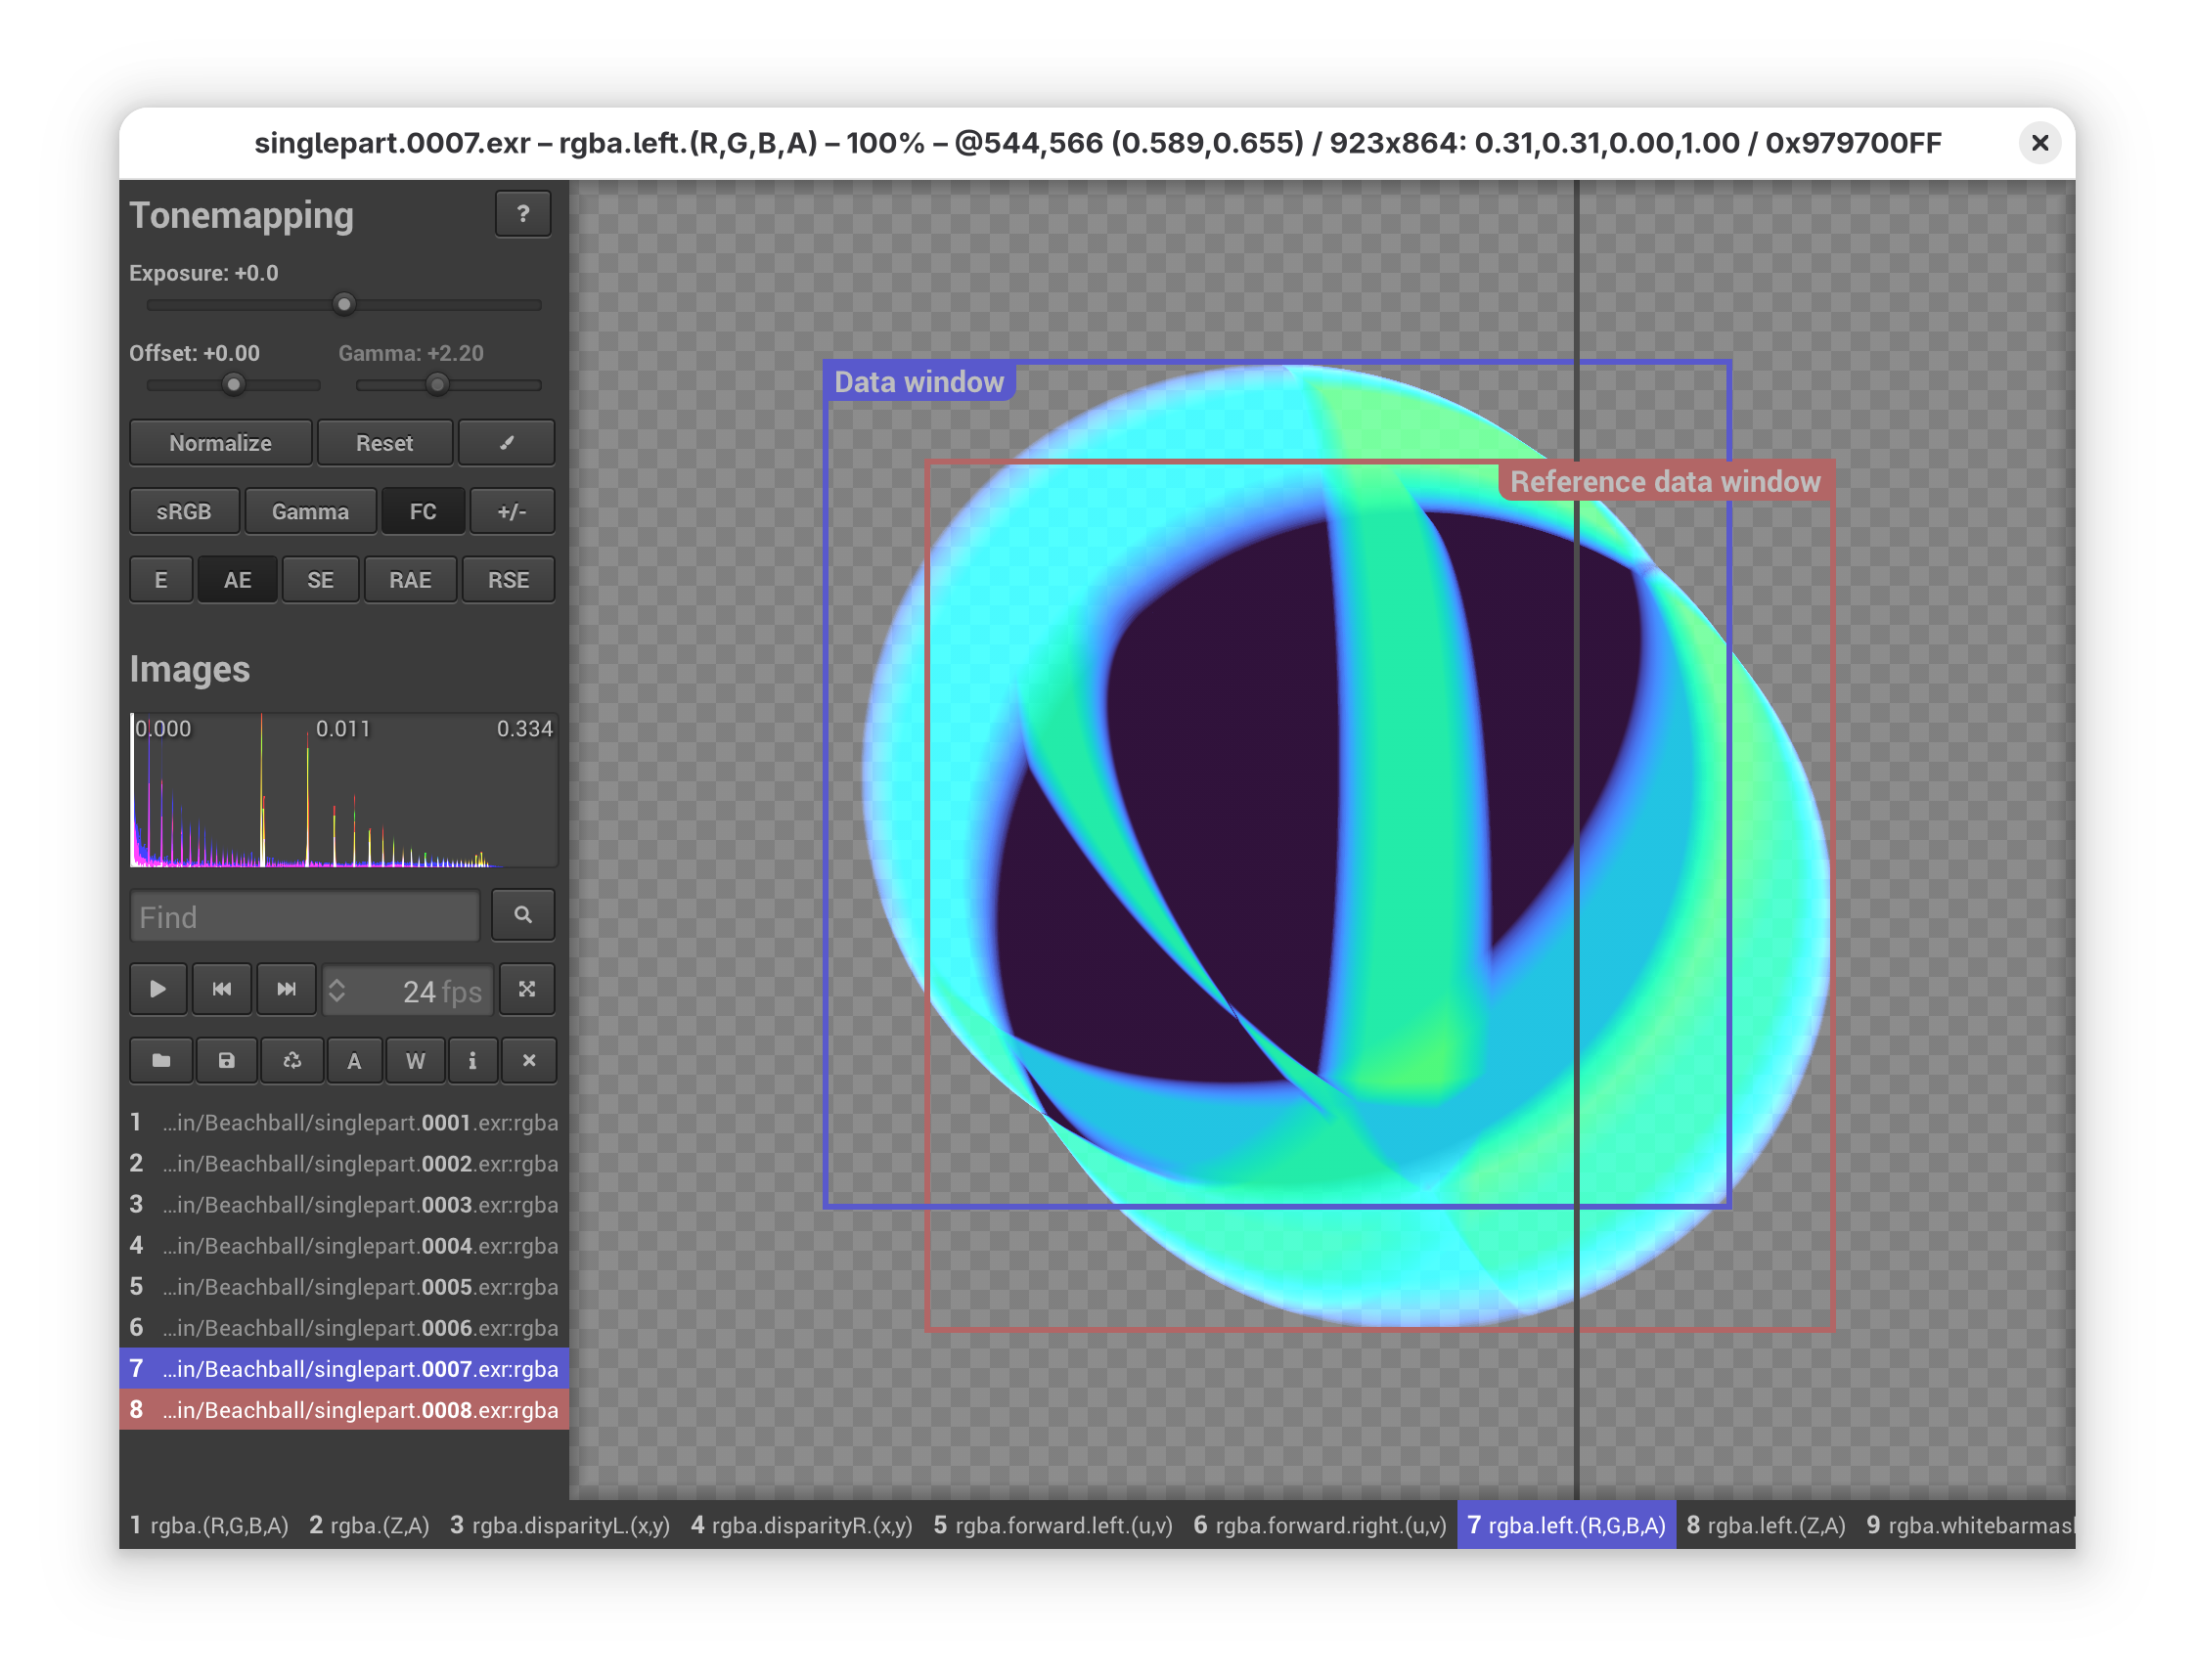 singlepart.0007.exr – rgba.left.(R,G,B,A) – 100% – @544,566 (0.589,0.655) / 923x864: 0.31,0.31,0.00,1.00 / 0x979700FF
Tonemapping
?
Exposure: +0.0
Offset: +0.00 Gamma: +2.20
Normalize Reset
sRGB Gamma FC +/-
E AE SE RAE RSE
Images
0.000 0.011 0.334
Find
24 fps
A W i
1 ...in/Beachball/singlepart.0001.exr:rgba
2 ...in/Beachball/singlepart.0002.exr:rgba
3 ...in/Beachball/singlepart.0003.exr:rgba
4 ...in/Beachball/singlepart.0004.exr:rgba
5 ...in/Beachball/singlepart.0005.exr:rgba
6 ...in/Beachball/singlepart.0006.exr:rgba
7 ...in/Beachball/singlepart.0007.exr:rgba
8 ...in/Beachball/singlepart.0008.exr:rgba
Data window
Reference data window
1 rgba.(R,G,B,A) 2 rgba.(Z,A) 3 rgba.disparityL.(x,y) 4 rgba.disparityR.(x,y) 5 rgba.forward.left.(u,v) 6 rgba.forward.right.(u,v) 7 rgba.left.(R,G,B,A) 8 rgba.left.(Z,A) 9